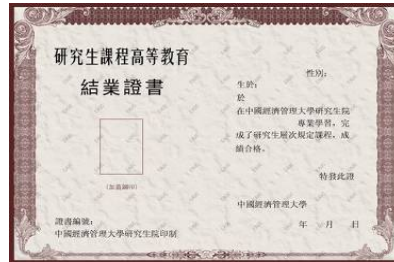 研究生課程高等教育
結業證書
(加蓋鋼印)
證書編號：
中國經濟管理大學研究生院印制
性別：
生於：
於
在中國經濟管理大學研究生院
專業學習，完
成了研究生層次規定課程，成
績合格。
特發此證
中國經濟管理大學
年 月 日